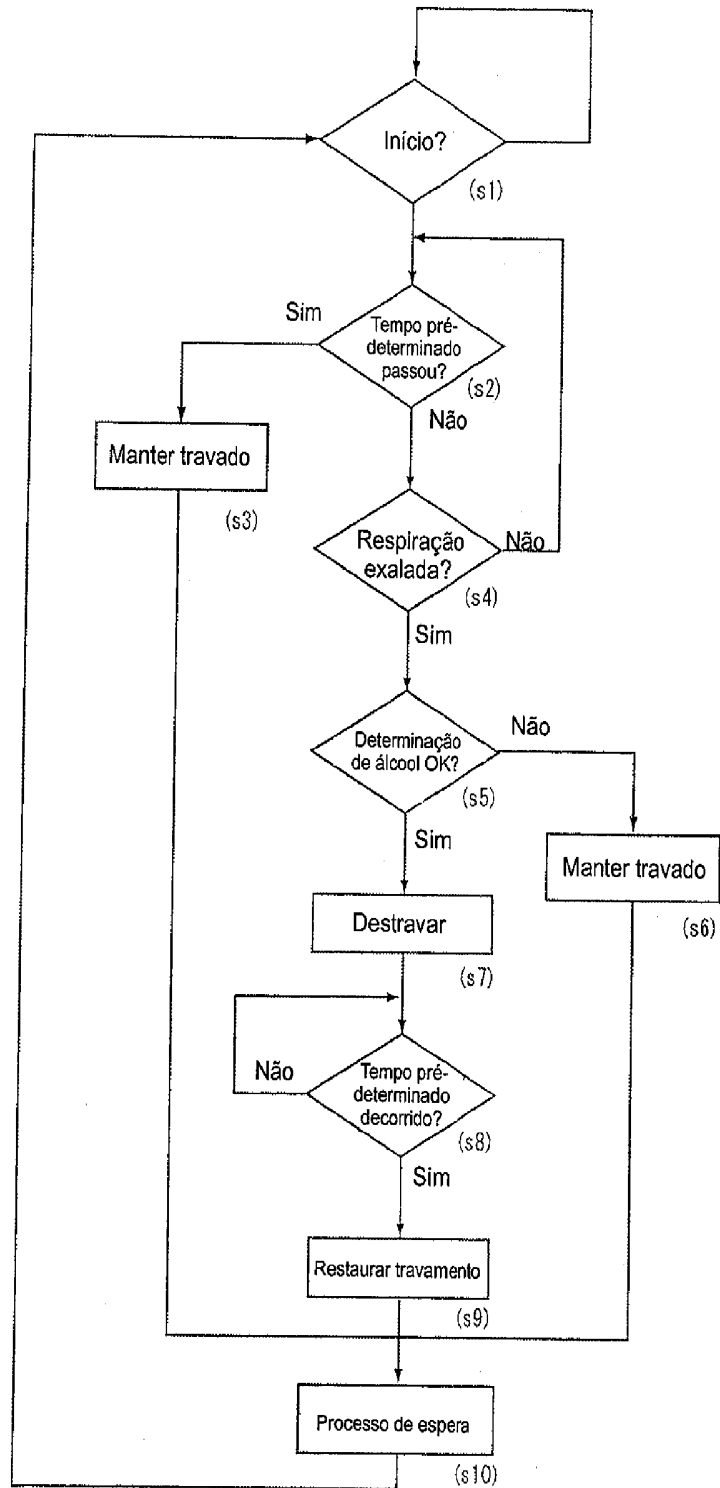 Início?
(s1)
Sim
Tempo pré-
determinado
passou?
(s2)
Não
Manter travado
(s3)
Respiração
exalada?
Não
(s4)
Sim
Determinação
de álcool OK?
Não
(s5)
Sim
Manter travado
(s6)
Destravar
(s7)
Não
Tempo pré-
determinado
decorrido?
(s8)
Sim
Restaurar travamento
(s9)
Processo de espera
(s10)